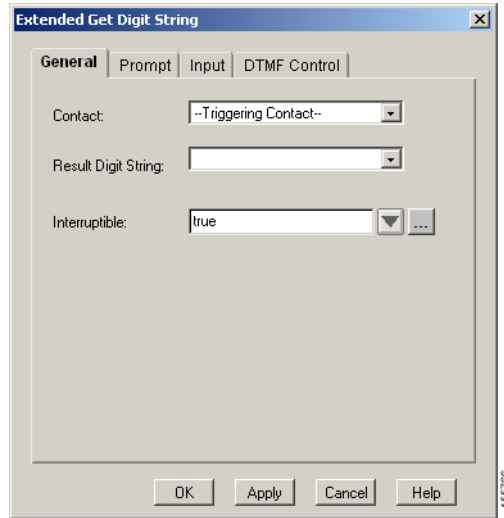 Extended Get Digit String
General Prompt Input DTMF Control
Contact: --Triggering Contact--
Result Digit String:
Interruptible: true ...
OK Apply Cancel Help